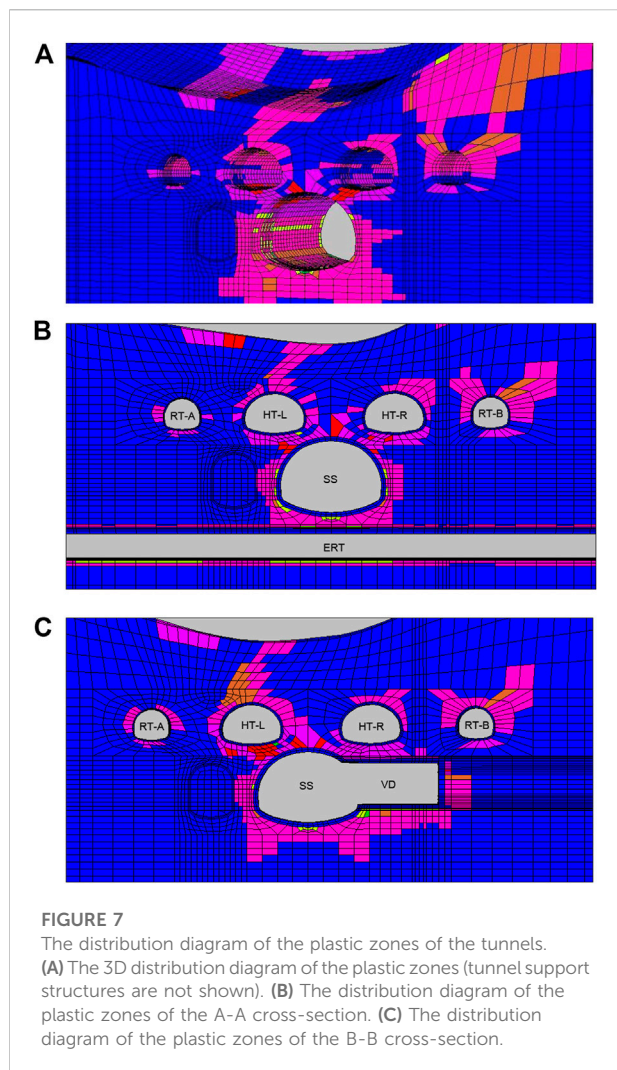 A
B
RT-A
HT-L
HT-R
RT-B
SS
ERT
C
RT-A
HT-L
HT-R
RT-B
SS
VD
FIGURE 7
The distribution diagram of the plastic zones of the tunnels.
(A) The 3D distribution diagram of the plastic zones (tunnel support
structures are not shown). (B) The distribution diagram of the
plastic zones of the A-A cross-section. (C) The distribution
diagram of the plastic zones of the B-B cross-section.